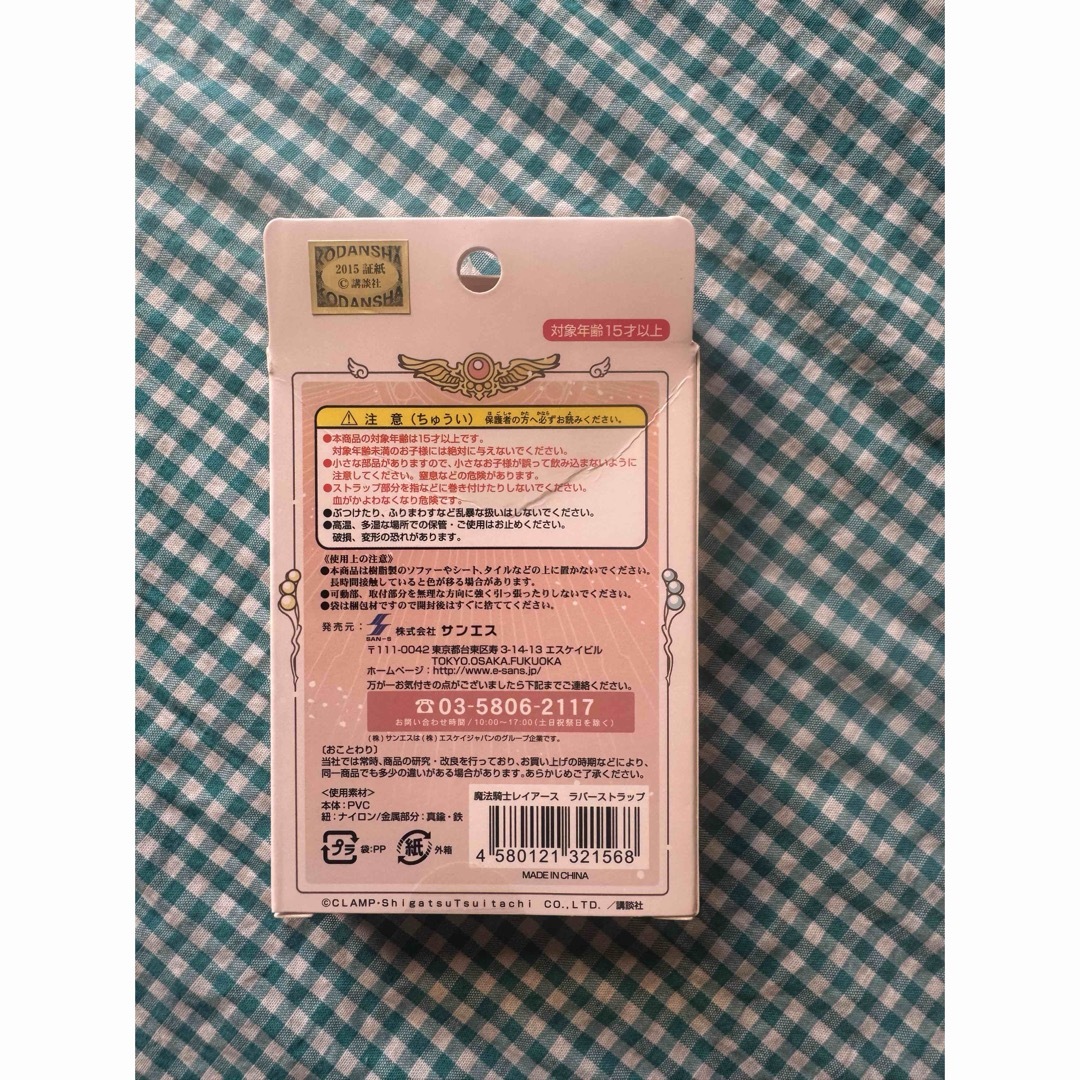 KODANSHA
2015 証紙
©講談社
KODANSHA
対象年齢15才以上
注 意(ちゅうい) 保護者の方へ必ずお読みください。
●本商品の対象年齢は15才以上です。
対象年齢未満のお子様には絶対に与えないでください。
●小さな部品がありますので、小さなお子様が誤って飲み込まないように
注意してください。窒息などの危険があります。
●ストラップ部分を指などに巻き付けたりしないでください。
血がかよわなくなり危険です。
●ぶつけたり、ふりまわすなど乱暴な扱いはしないでください。
●高温、多湿な場所での保管・ご使用はお止めください。
破損、変形の恐れがあります。
《使用上の注意》
●本商品は樹脂製のソファーやシート、タイルなどの上に置かないでください。
長時間接触していると色が移る場合があります。
●可動部、取付部分を無理な方向に強く引っ張ったりしないでください。
●袋は梱包材ですので開封後はすぐに捨ててください。
発売元: SAN-S 株式会社 サンエス
〒111-0042 東京都台東区寿 3-14-13 エスケイビル
TOKYO.OSAKA.FUKUOKA
ホームページ:http://www.e-sans.jp/
万が一お気付きの点がございましたら下記までご連絡ください。
☎03-5806-2117
お問い合わせ時間/10:00〜17:00(土日祝祭日を除く)
(株)サンエスは(株)エスケイジャパンのグループ企業です。
〔おことわり〕
当社では常時、商品の研究・改良を行っており、お買い上げの時期などにより、
同一商品でも多少の違いがある場合があります。あらかじめご了承ください。
<使用素材>
本体:PVC
紐:ナイロン/金属部分:真鍮・鉄
プラ 袋:PP 紙 外箱
魔法騎士レイアース ラバーストラップ
4 580121 321568
MADE IN CHINA
©CLAMP・ShigatsuTsuitachi CO.,LTD. /講談社